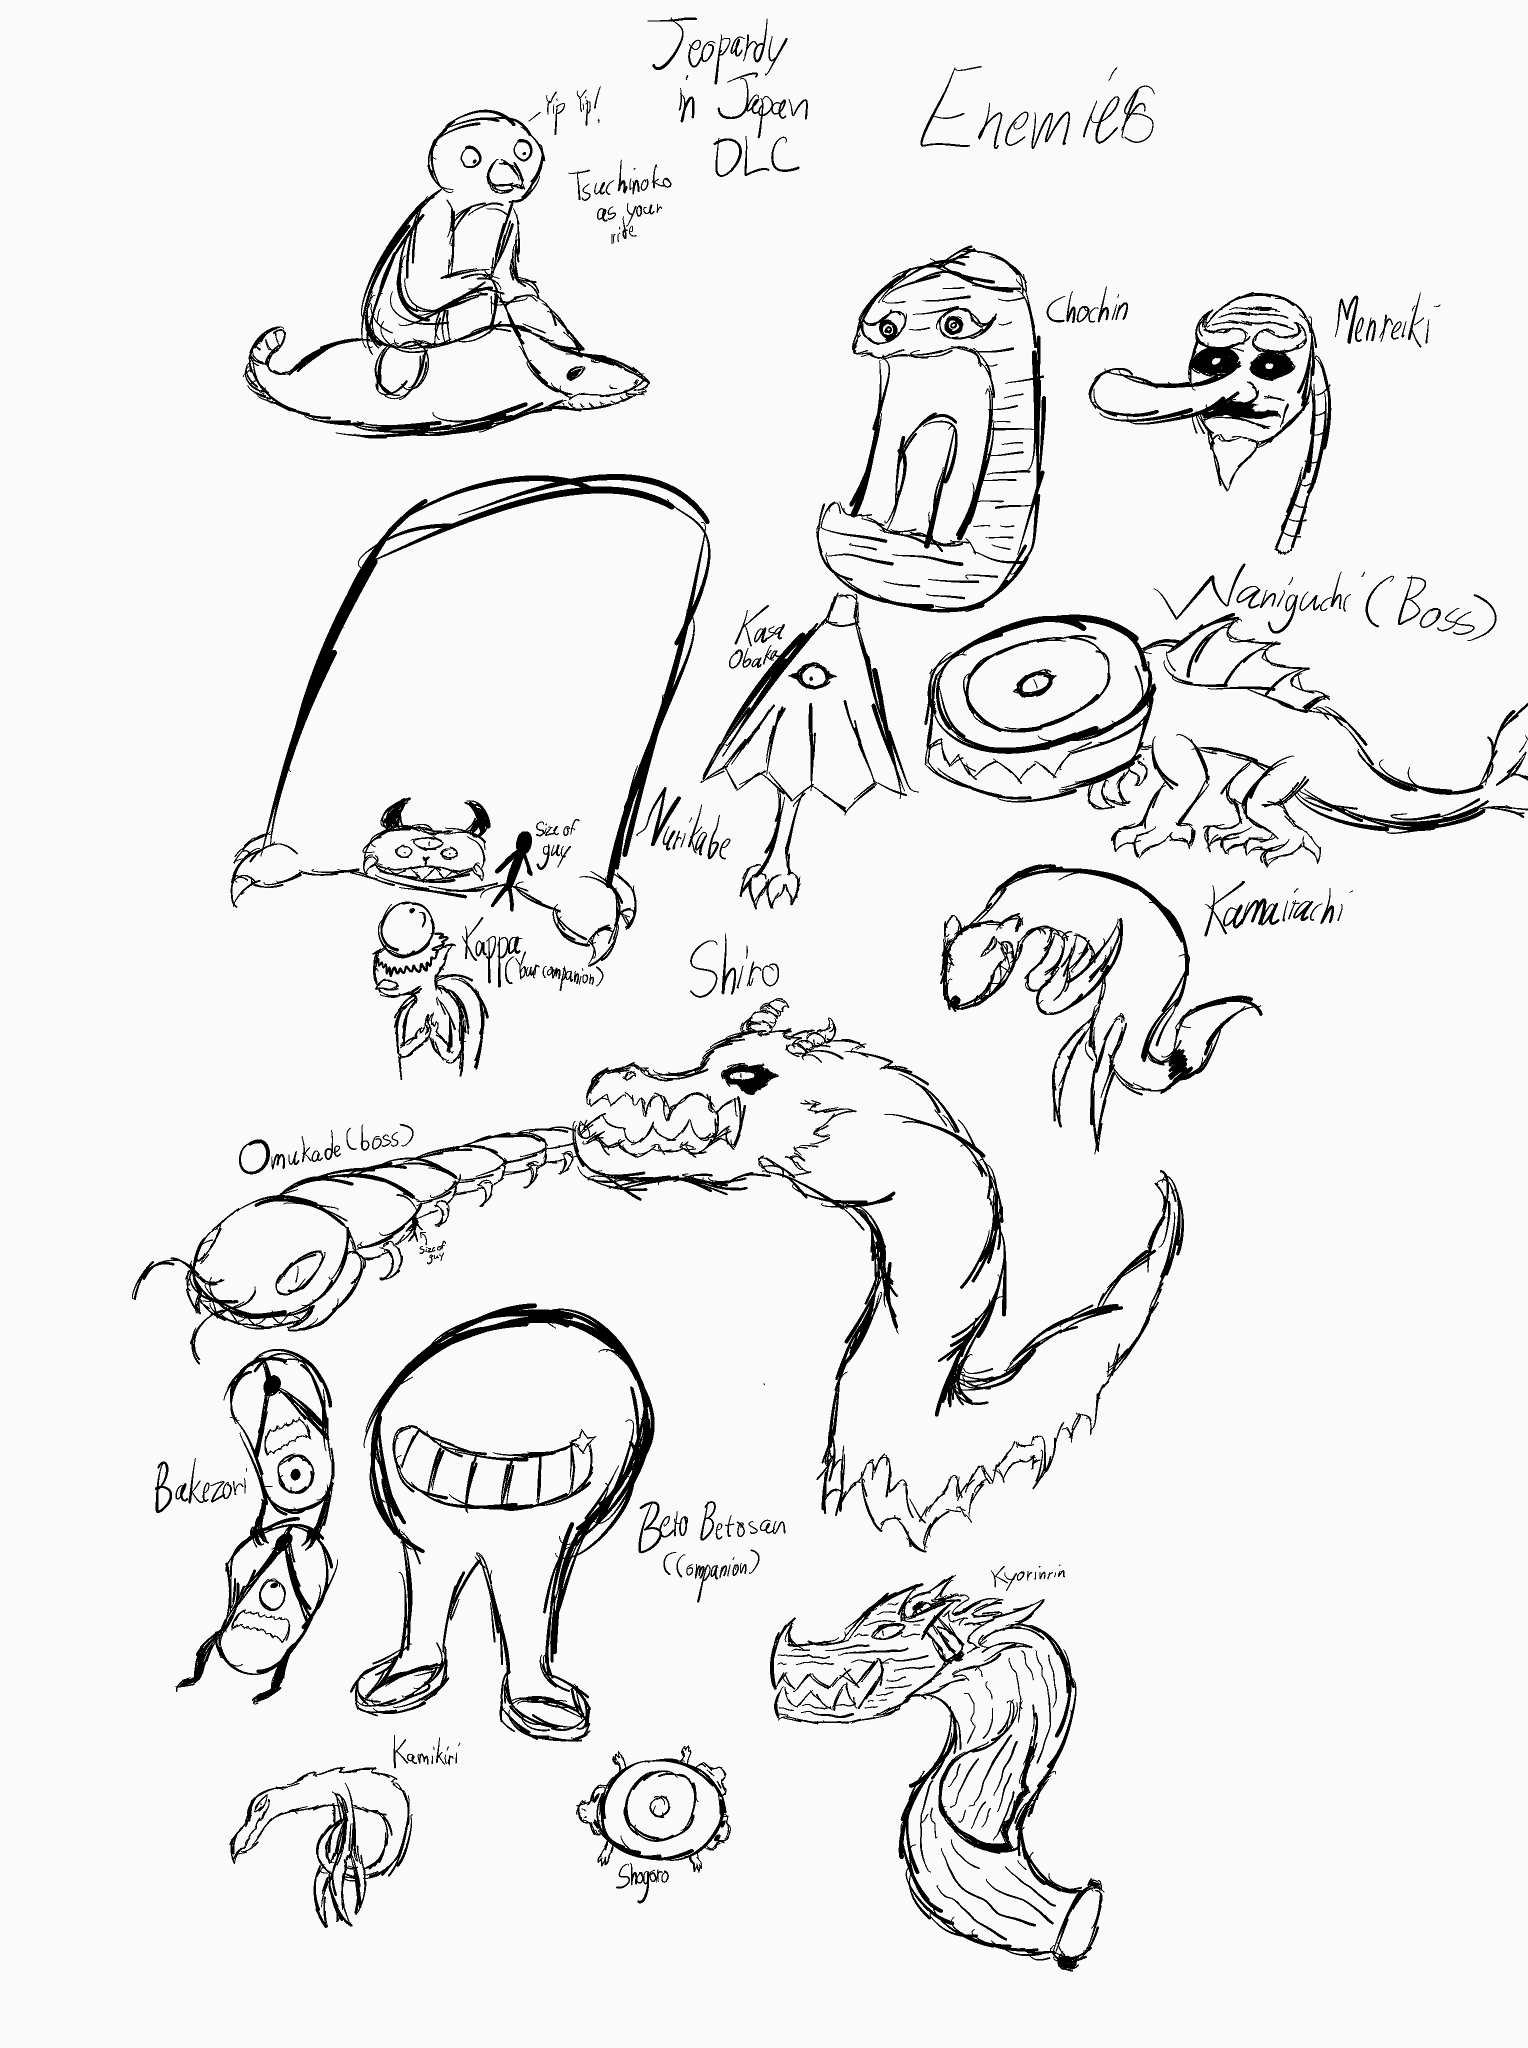 Jeopardy
in Japan
DLC
Enemies
Yip Yip!
Tsuchinoko
as your
Chochin
Menreiki
Kasa
Obake
Waniguchi (Boss)
Size of
guy
Nurikabe
Kappa
(Your companion)
Kamaitachi
Shiro
Omukade (boss)
Size of
guy
Bakezori
Beto Betosan
(Companion)
Kyorinrin
Kamikiri
Shogoro